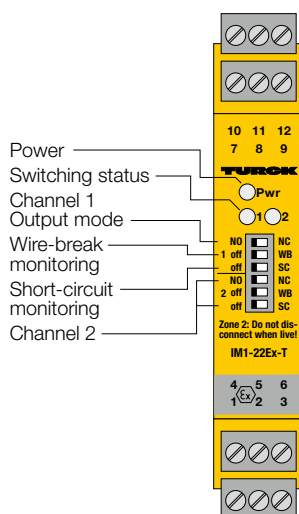 10 11 12
7 8 9
TURCK
Power
Pwr
Switching status
1 2
Channel 1
Output mode
NO NC
Wire-break
monitoring
1 off WB
Short-circuit
monitoring
off SC
NO NC
Channel 2
2 off WB
off SC
Zone 2: Do not dis-
connect when live!
IM1-22Ex-T
4 5 6
Ex
1 2 3